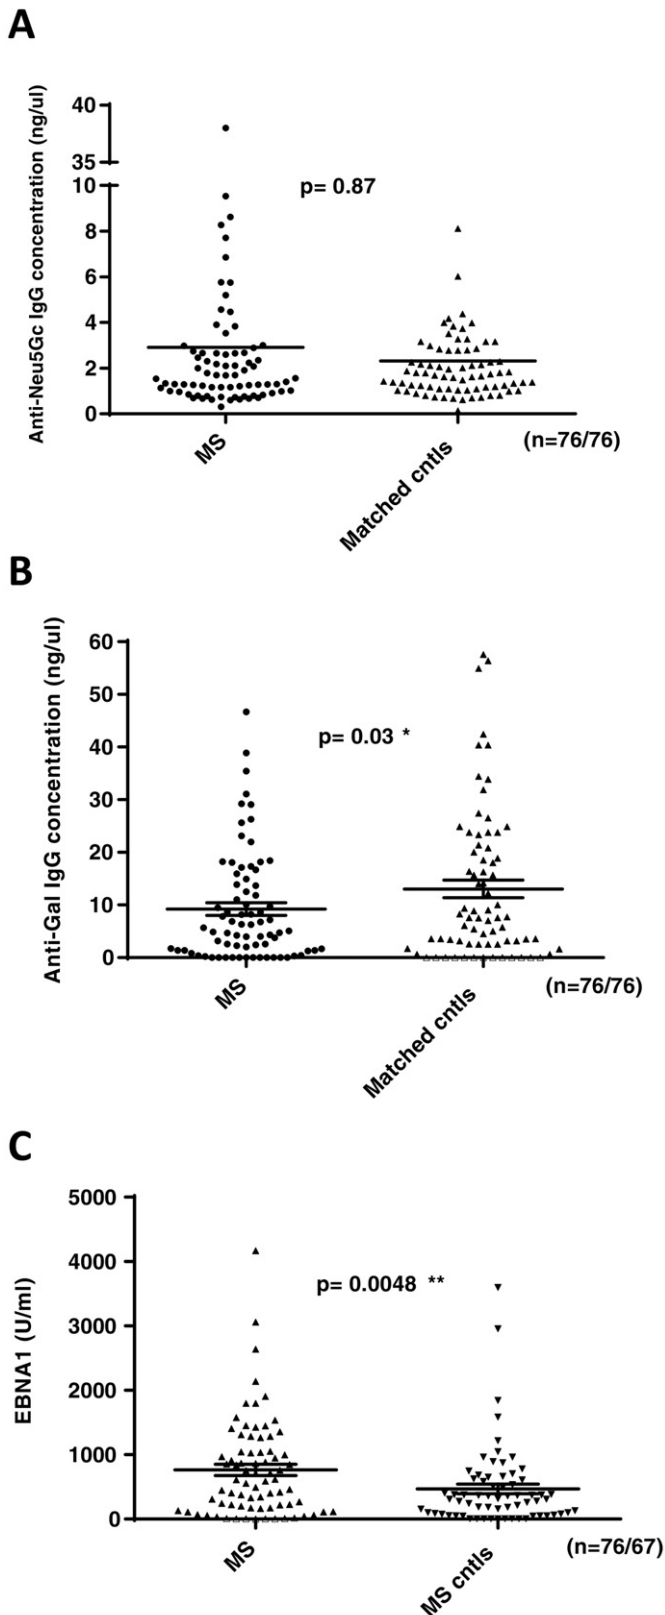 A
Anti-Neu5Gc IgG concentration (ng/ul)
40
35
10
8
6
4
2
0
p= 0.87
MS
Matched cntls
(n=76/76)
B
Anti-Gal IgG concentration (ng/ul)
60
50
40
30
20
10
0
p= 0.03 *
MS
Matched cntls
(n=76/76)
C
EBNA1 (U/ml)
5000
4000
3000
2000
1000
0
p= 0.0048 **
MS
MS cntls
(n=76/67)